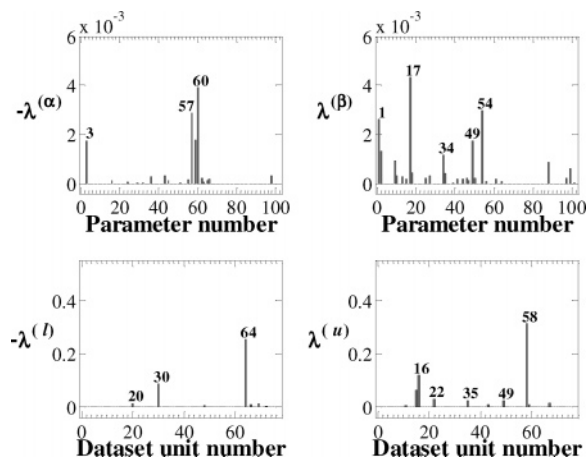 x 10⁻³ x 10⁻³
6 6
60 17
4 4
-λ(α) 57 λ(β) 1 54
3 49
2 2 34
0 0
0 20 40 60 80 100 0 20 40 60 80 100
Parameter number Parameter number
0.4 0.4
64 58
-λ(l) λ(u)
0.2 0.2
30 16
20 22 35 49
0 0
20 40 60 20 40 60
Dataset unit number Dataset unit number